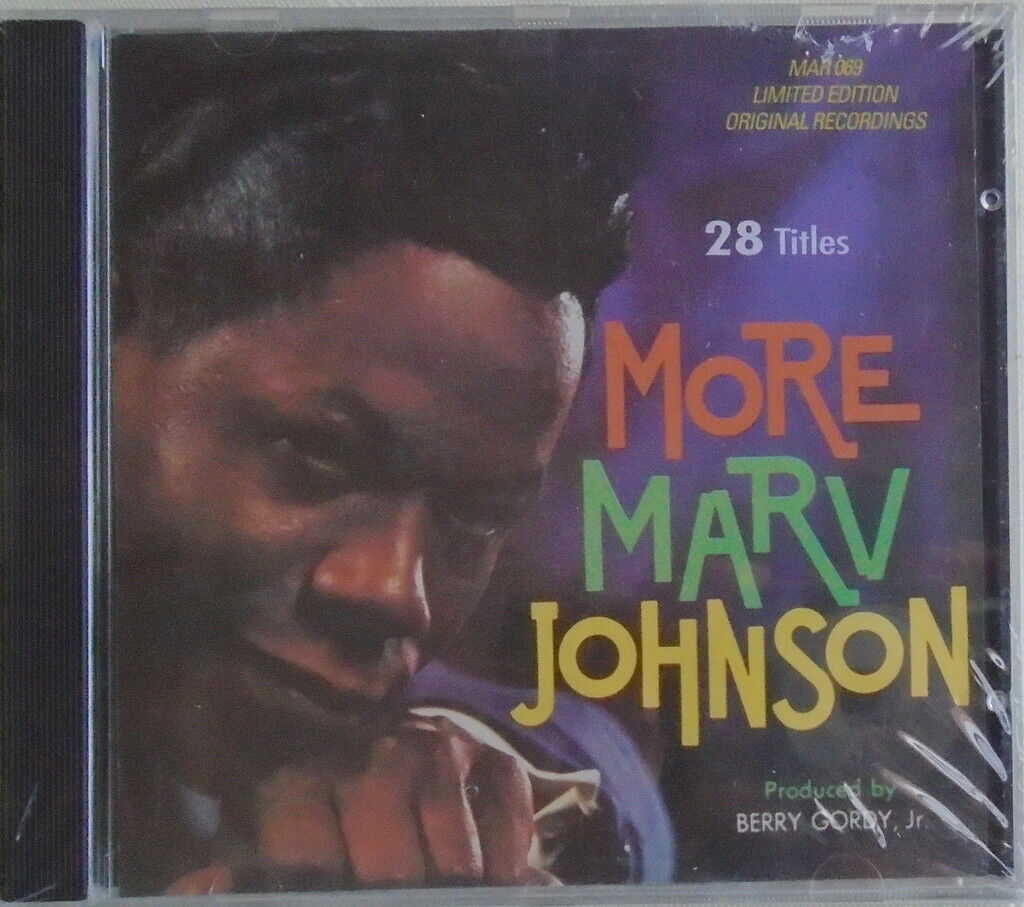 MAR 069
LIMITED EDITION
ORIGINAL RECORDINGS
28 Titles
MORE
MARV
JOHNSON
Produced by
BERRY GORDY, Jr.